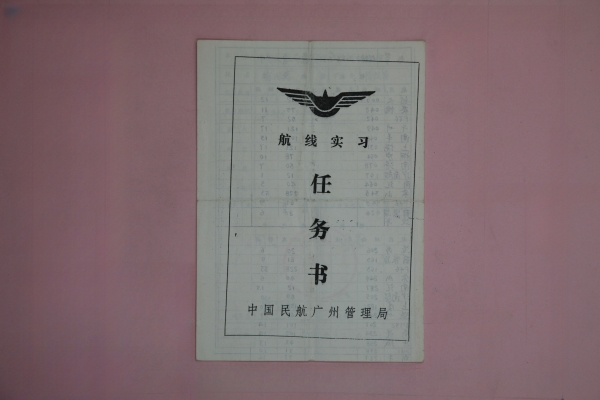 航线实习
任
务
书
中国民航广州管理局